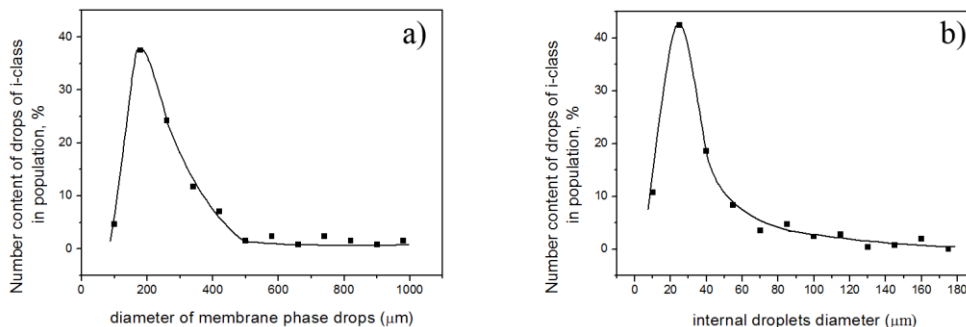 a)
Number content of drops of i-class
in population, %
40
30
20
10
0
0 200 400 600 800 1000
diameter of membrane phase drops (μm)
b)
Number content of drops of i-class
in population, %
40
30
20
10
0
0 20 40 60 80 100 120 140 160 180
internal droplets diameter (μm)